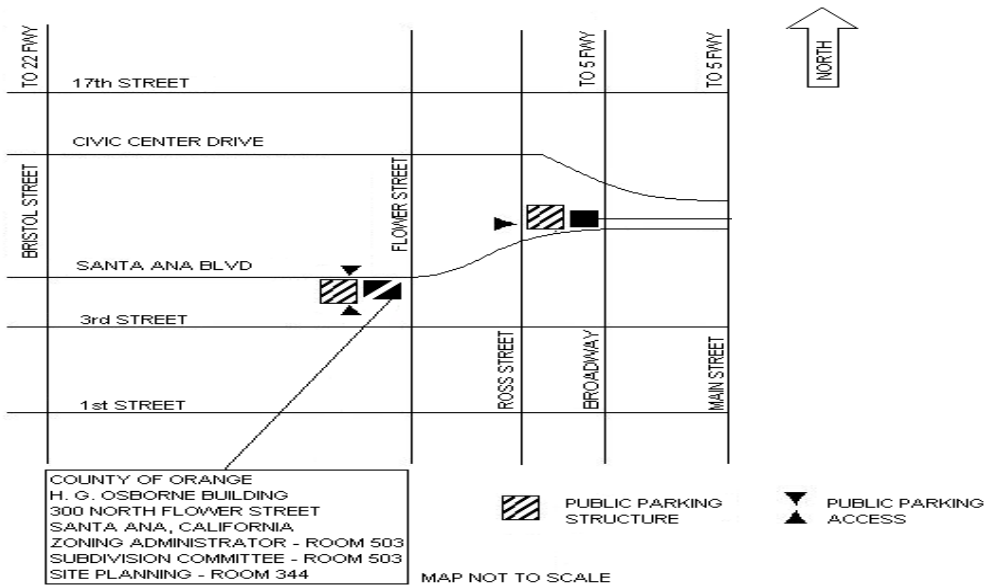 TO 22 FWY
TO 5 FWY
TO 5 FWY
NORTH
17th STREET
CIVIC CENTER DRIVE
BRISTOL STREET
FLOWER STREET
SANTA ANA BLVD
3rd STREET
ROSS STREET
BROADWAY
MAIN STREET
1st STREET
COUNTY OF ORANGE
H. G. OSBORNE BUILDING
300 NORTH FLOWER STREET
SANTA ANA, CALIFORNIA
ZONING ADMINISTRATOR - ROOM 503
SUBDIVISION COMMITTEE - ROOM 503
SITE PLANNING - ROOM 344
PUBLIC PARKING
STRUCTURE
PUBLIC PARKING
ACCESS
MAP NOT TO SCALE